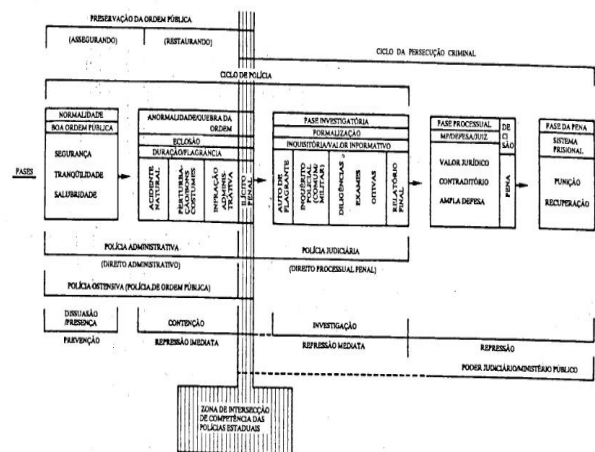 PRESERVAÇÃO DA ORDEM PÚBLICA
(ASSEGURANDO)
(RESTAURANDO)
CICLO DA PERSECUÇÃO CRIMINAL
CICLO DE POLÍCIA
NORMALIDADE
BOA ORDEM PÚBLICA
SEGURANÇA
TRANQÜILIDADE
SALUBRIDADE
ANORMALIDADE/QUEBRA DA
ORDEM
ECLOSÃO
DURAÇÃO/FLAGRÂNCIA
ACIDENTE
NATURAL
PERTURBA-
ÇÃO/BONS
COSTUMES
INFRAÇÃO
ADMINIS-
TRATIVA
ILÍCITO
PENAL
FASE INVESTIGATÓRIA
FORMALIZAÇÃO
INQUISITÓRIA/VALOR INFORMATIVO
AUTO DE
FLAGRANTE
INQUÉRITO
POLICIAL
(COMUM/
MILITAR)
DILIGÊNCIAS
EXAMES
OITIVAS
RELATÓRIO
FINAL
FASE PROCESSUAL
MP/DEFESA/JUIZ
VALOR JURÍDICO
CONTRADITÓRIO
AMPLA DEFESA
DE
CI
SÃO
PENA
FASE DA PENA
SISTEMA
PRISIONAL
PUNIÇÃO
RECUPERAÇÃO
FASES
POLÍCIA ADMINISTRATIVA
(DIREITO ADMINISTRATIVO)
POLÍCIA JUDICIÁRIA
(DIREITO PROCESSUAL PENAL)
POLÍCIA OSTENSIVA (POLÍCIA DE ORDEM PÚBLICA)
DISSUASÃO
/PRESENÇA
PREVENÇÃO
CONTENÇÃO
REPRESSÃO IMEDIATA
INVESTIGAÇÃO
REPRESSÃO MEDIATA
REPRESSÃO
PODER JUDICIÁRIO/MINISTÉRIO PÚBLICO
ZONA DE INTERSECÇÃO
DE COMPETÊNCIA DAS
POLÍCIAS ESTADUAIS